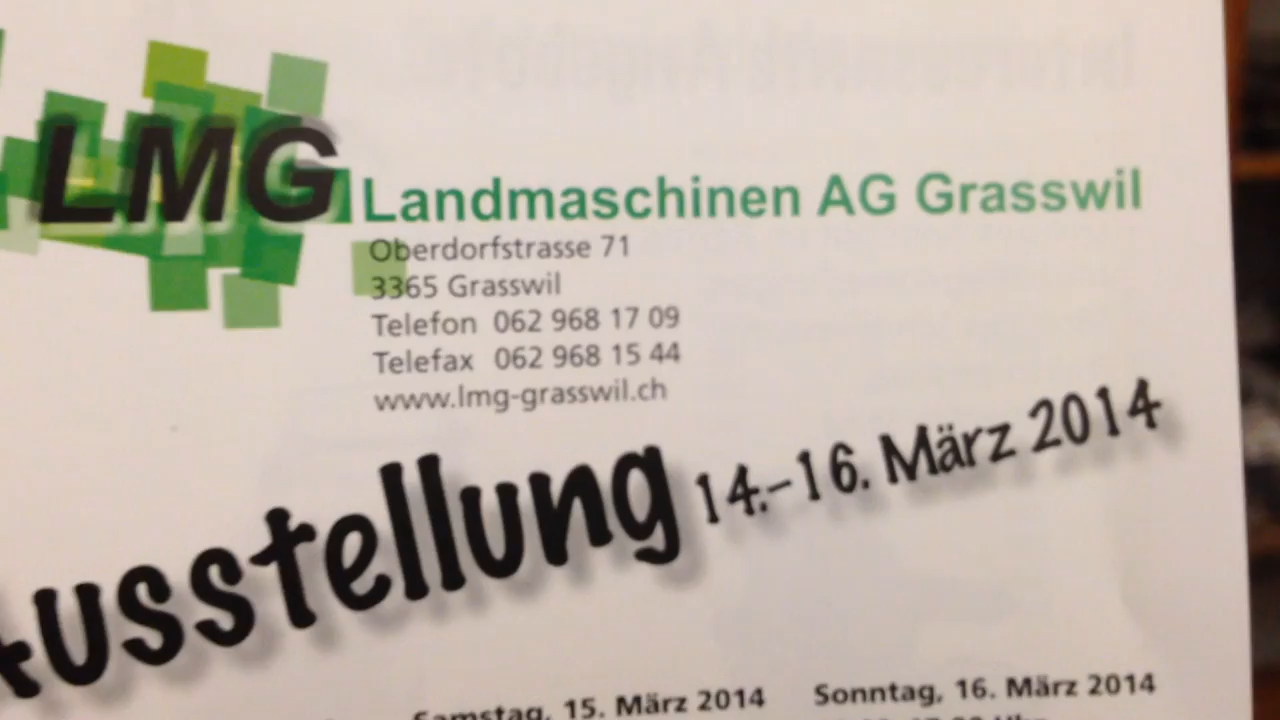 LMG
Landmaschinen AG Grasswil
Oberdorfstrasse 71
3365 Grasswil
Telefon 062 968 17 09
Telefax 062 968 15 44
www.lmg-grasswil.ch
Ausstellung 14.-16. März 2014
Samstag, 15. März 2014 Sonntag, 16. März 2014